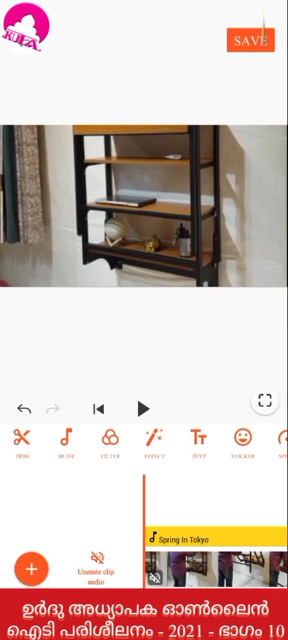 KUTA
SAVE
TRIM
MUSIC
FILTER
EFFECT
TEXT
STICKER
Spring In Tokyo
Unmute clip
audio
ഉർദു അധ്യാപക ഓൺലൈൻ
ഐടി പരിശീലനം - 2021 - ഭാഗം 10